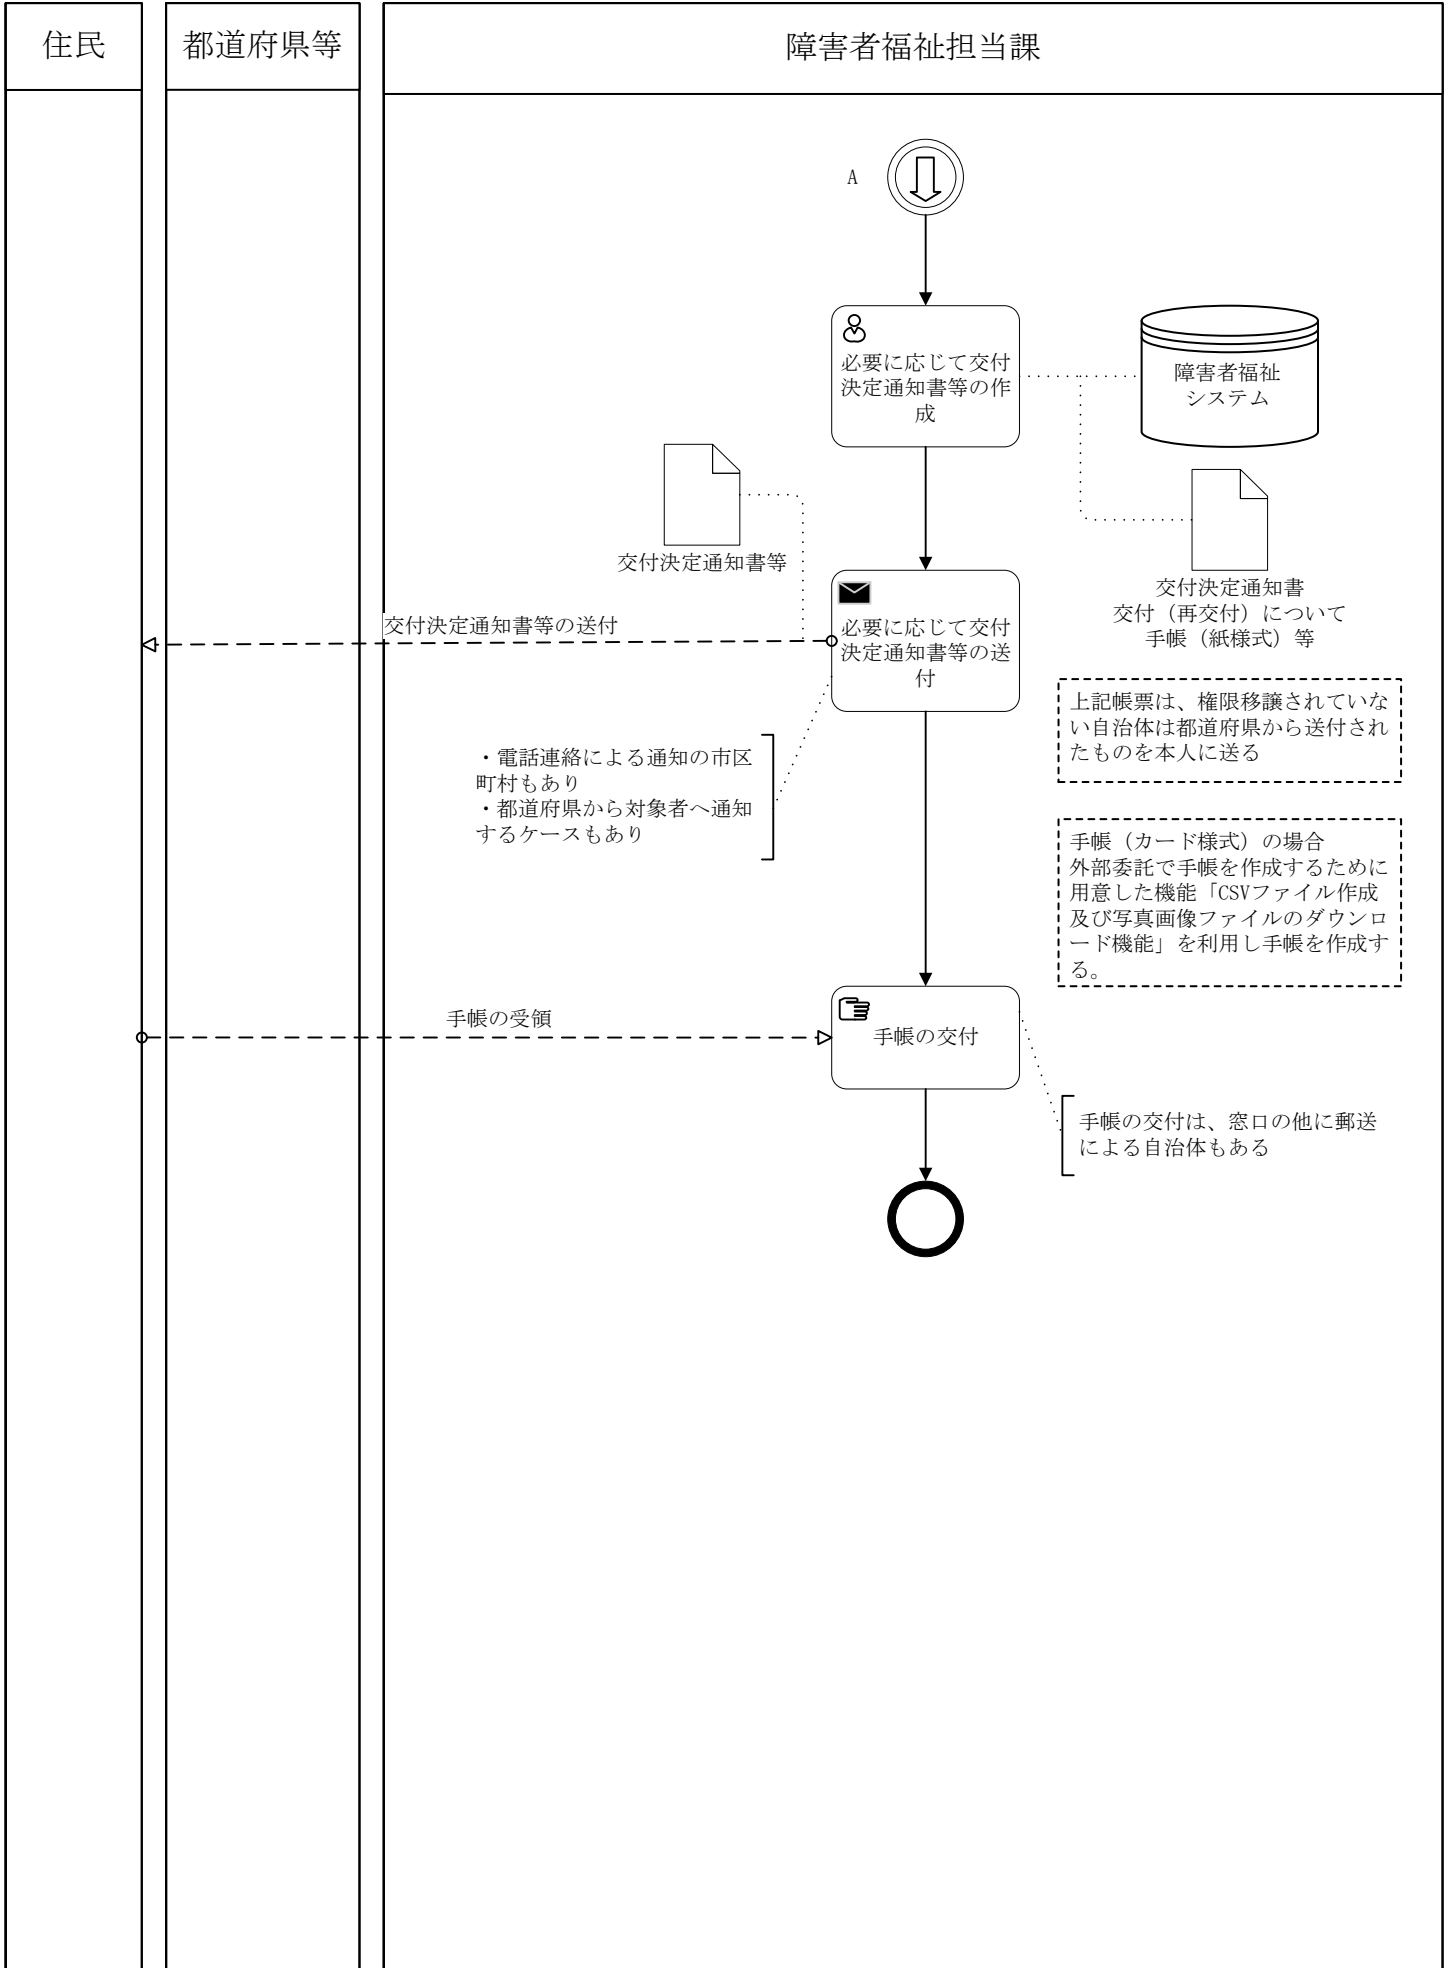 住民
都道府県等
障害者福祉担当課
A
必要に応じて交付
決定通知書等の作
成
障害者福祉
システム
交付決定通知書等
交付決定通知書
交付（再交付）について
手帳（紙様式）等
交付決定通知書等の送付
必要に応じて交付
決定通知書等の送
付
上記帳票は、権限移譲されていな
い自治体は都道府県から送付され
たものを本人に送る
・電話連絡による通知の市区
町村もあり
・都道府県から対象者へ通知
するケースもあり
手帳（カード様式）の場合
外部委託で手帳を作成するために
用意した機能「CSVファイル作成
及び写真画像ファイルのダウンロ
ード機能」を利用し手帳を作成す
る。
手帳の受領
手帳の交付
手帳の交付は、窓口の他に郵送
による自治体もある